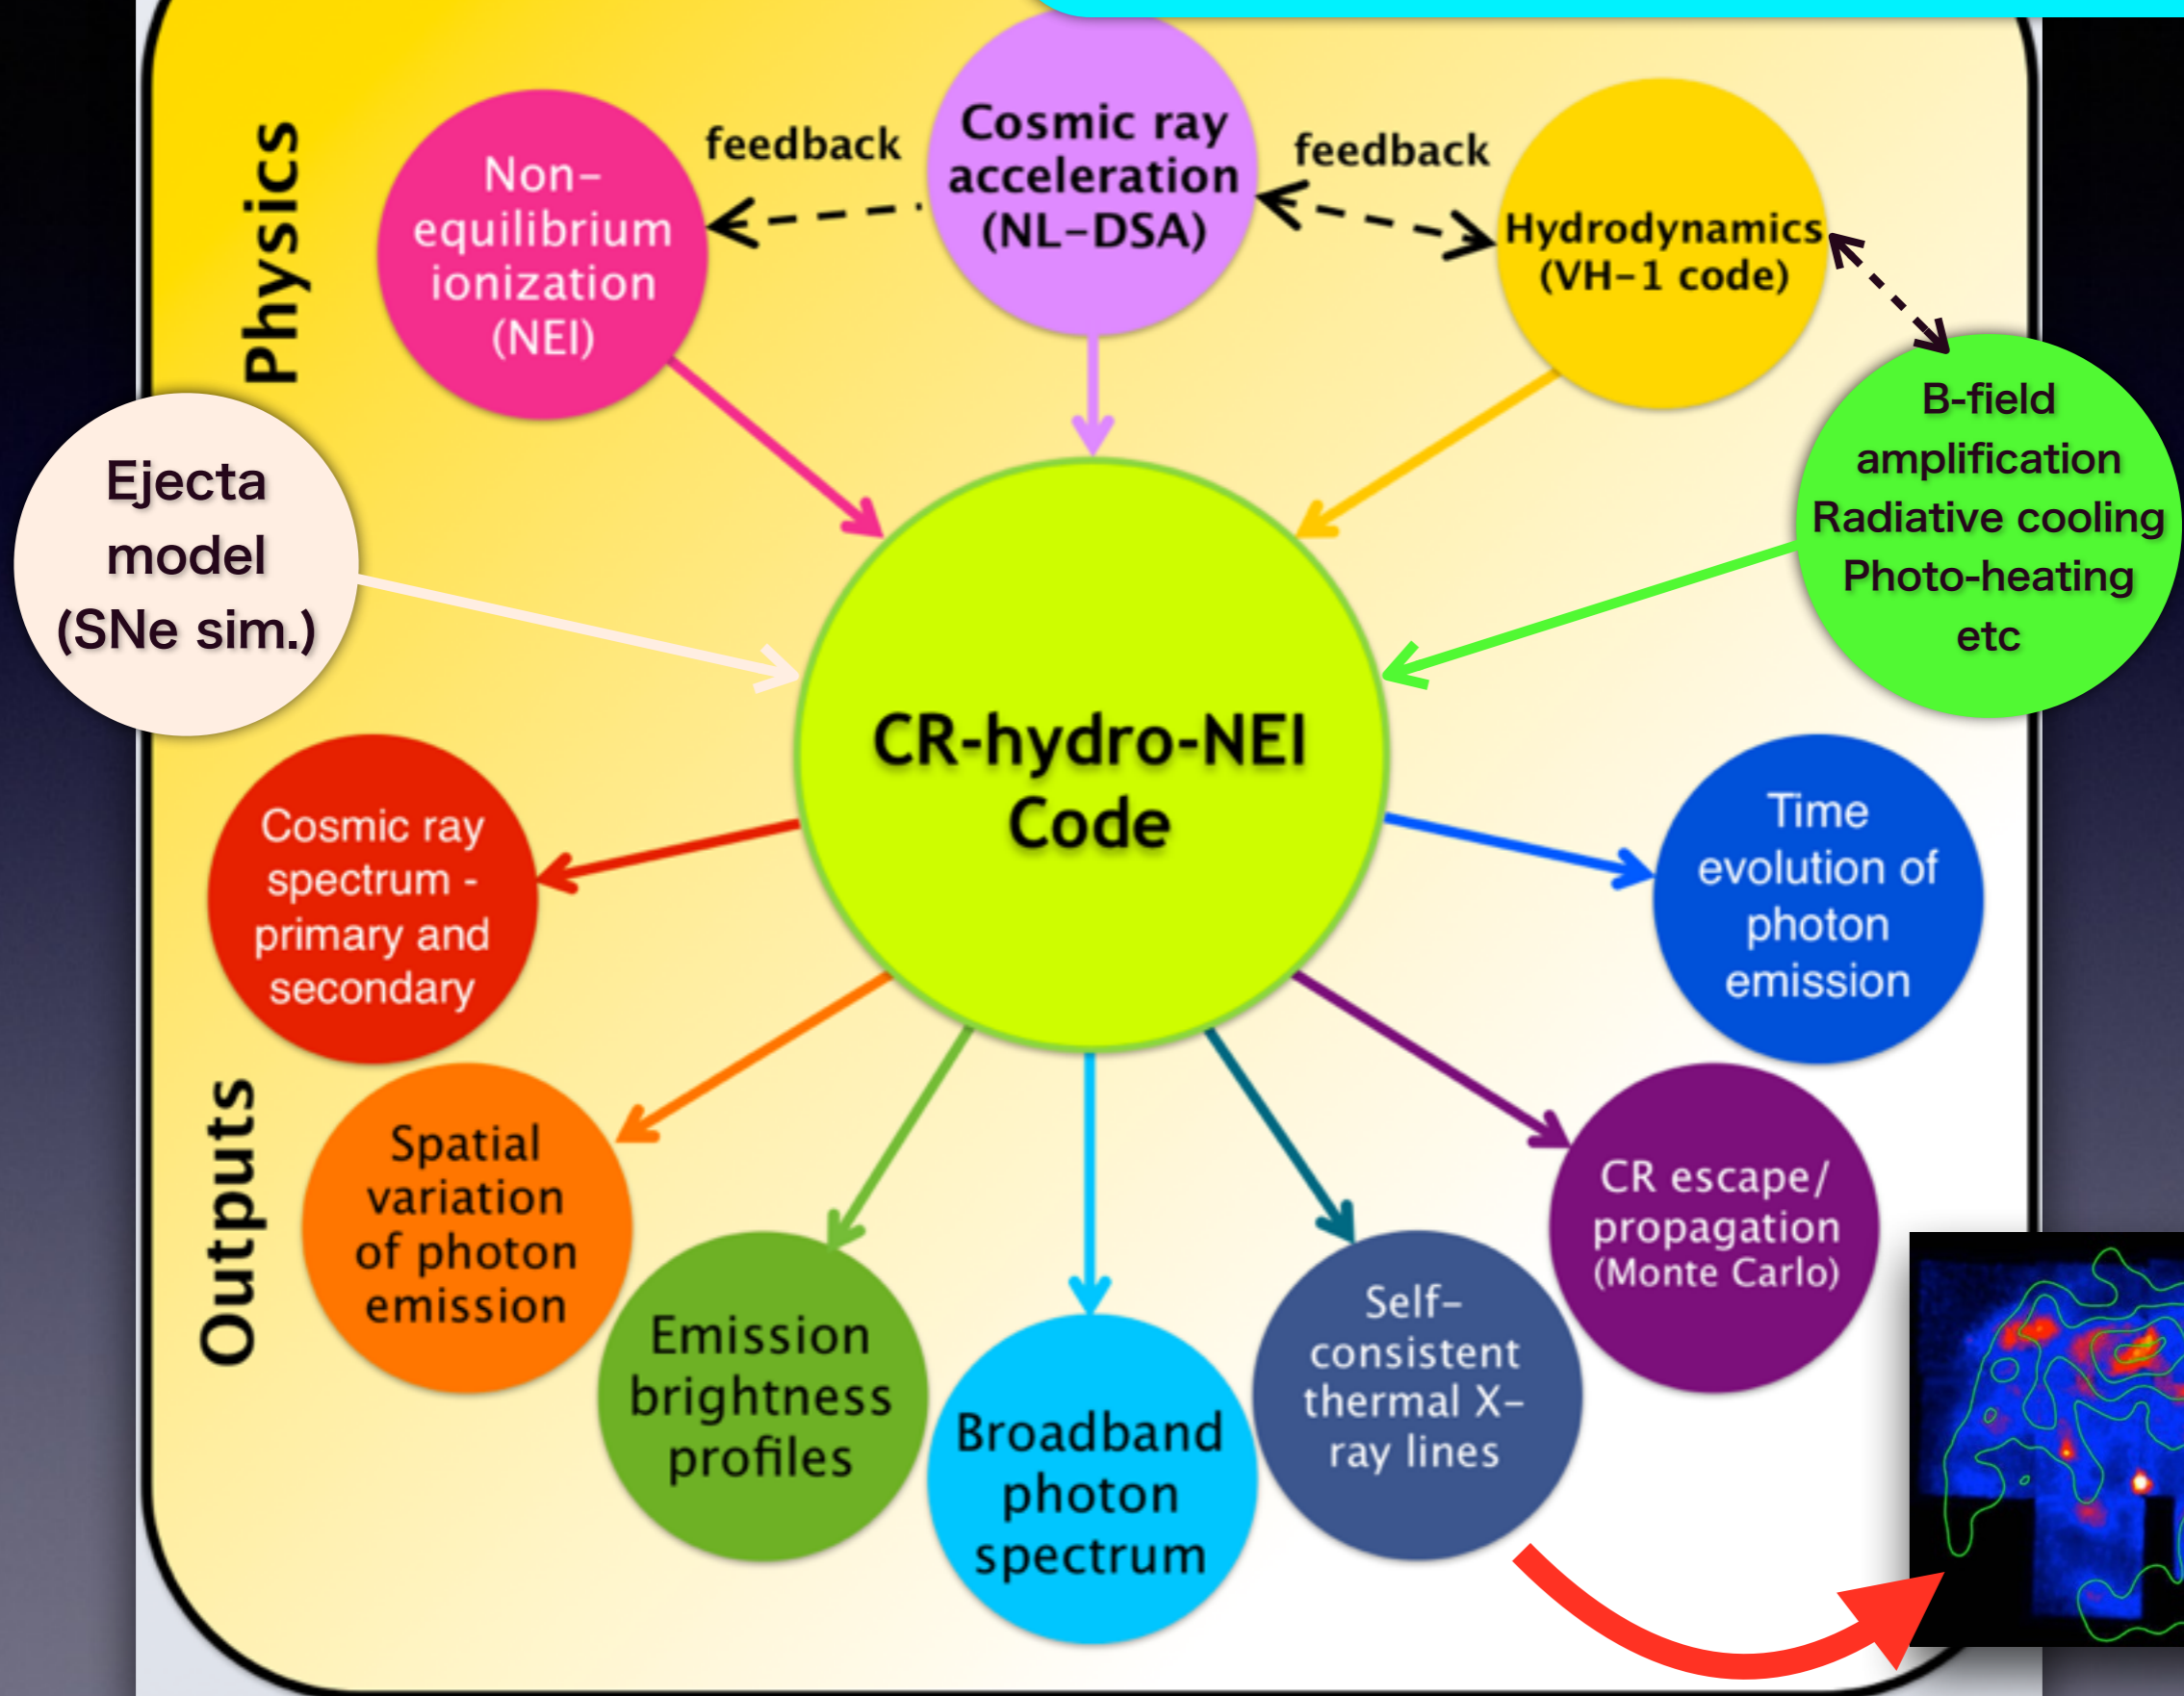 Physics
Non-
equilibrium
ionization
(NEI)
feedback
Cosmic ray
acceleration
(NL-DSA)
feedback
Hydrodynamics
(VH-1 code)
B-field
amplification
Radiative cooling
Photo-heating
etc
Ejecta
model
(SNe sim.)
CR-hydro-NEI
Code
Outputs
Cosmic ray
spectrum -
primary and
secondary
Spatial
variation
of photon
emission
Emission
brightness
profiles
Broadband
photon
spectrum
Self-
consistent
thermal X-
ray lines
CR escape/
propagation
(Monte Carlo)
Time
evolution of
photon
emission